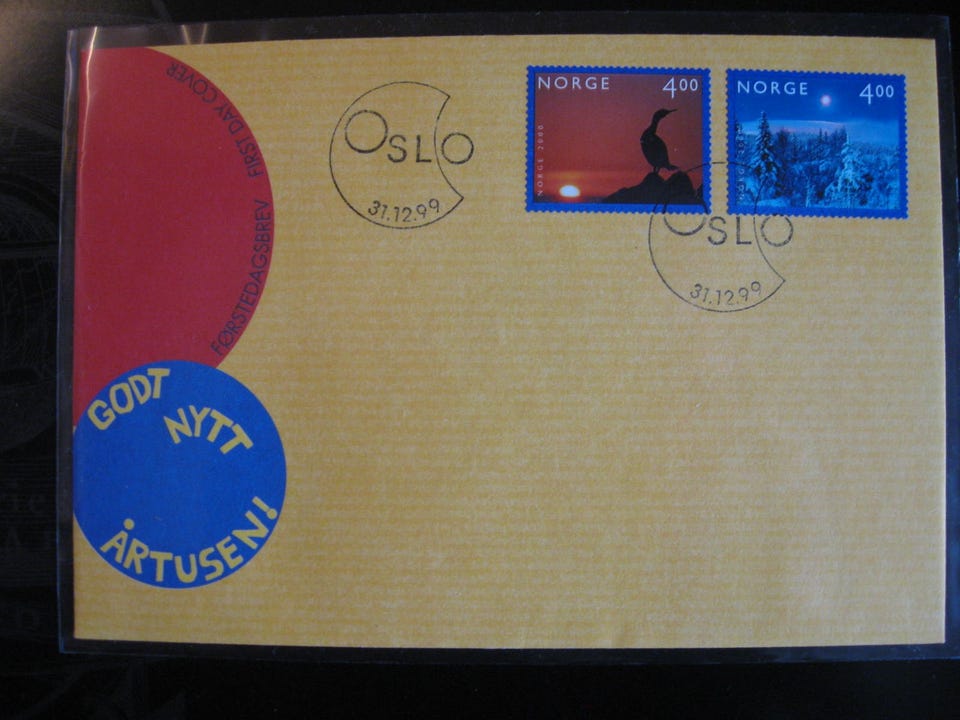 FØRSTEDAGSBREV FIRST DAY COVER
OSLO
31.12.99
NORGE 4.00
NORGE 2000
NORGE 4.00
OSLO
31.12.99
GODT
NYTT
ÅRTUSEN!